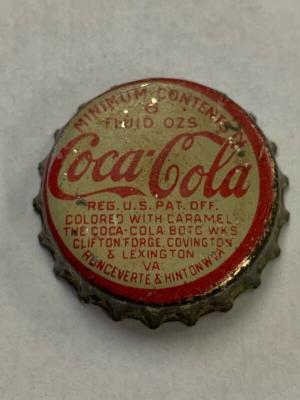 MINIMUM CONTENTS
6
FLUID OZS
Coca-Cola
REG. U.S. PAT. OFF.
COLORED WITH CARAMEL
THE COCA-COLA BOTG WKS
CLIFTON FORGE, COVINGTON
& LEXINGTON
VA.
RONCEVERTE & HINTON W VA